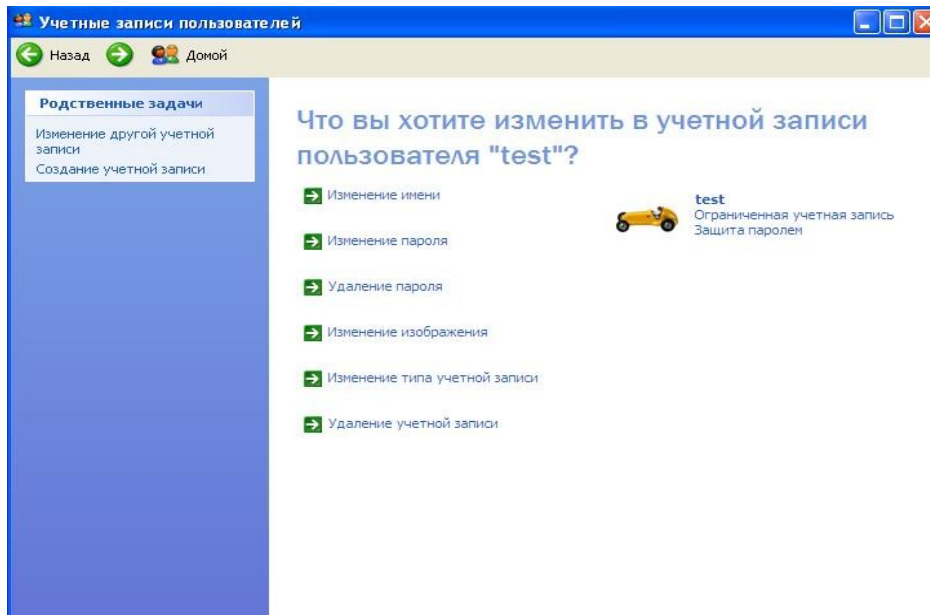 Учетные записи пользователей
Назад Домой
Родственные задачи
Изменение другой учетной
записи
Создание учетной записи
Что вы хотите изменить в учетной записи
пользователя "test"?
Изменение имени
Изменение пароля
Удаление пароля
Изменение изображения
Изменение типа учетной записи
Удаление учетной записи
test
Ограниченная учетная запись
Защита паролем